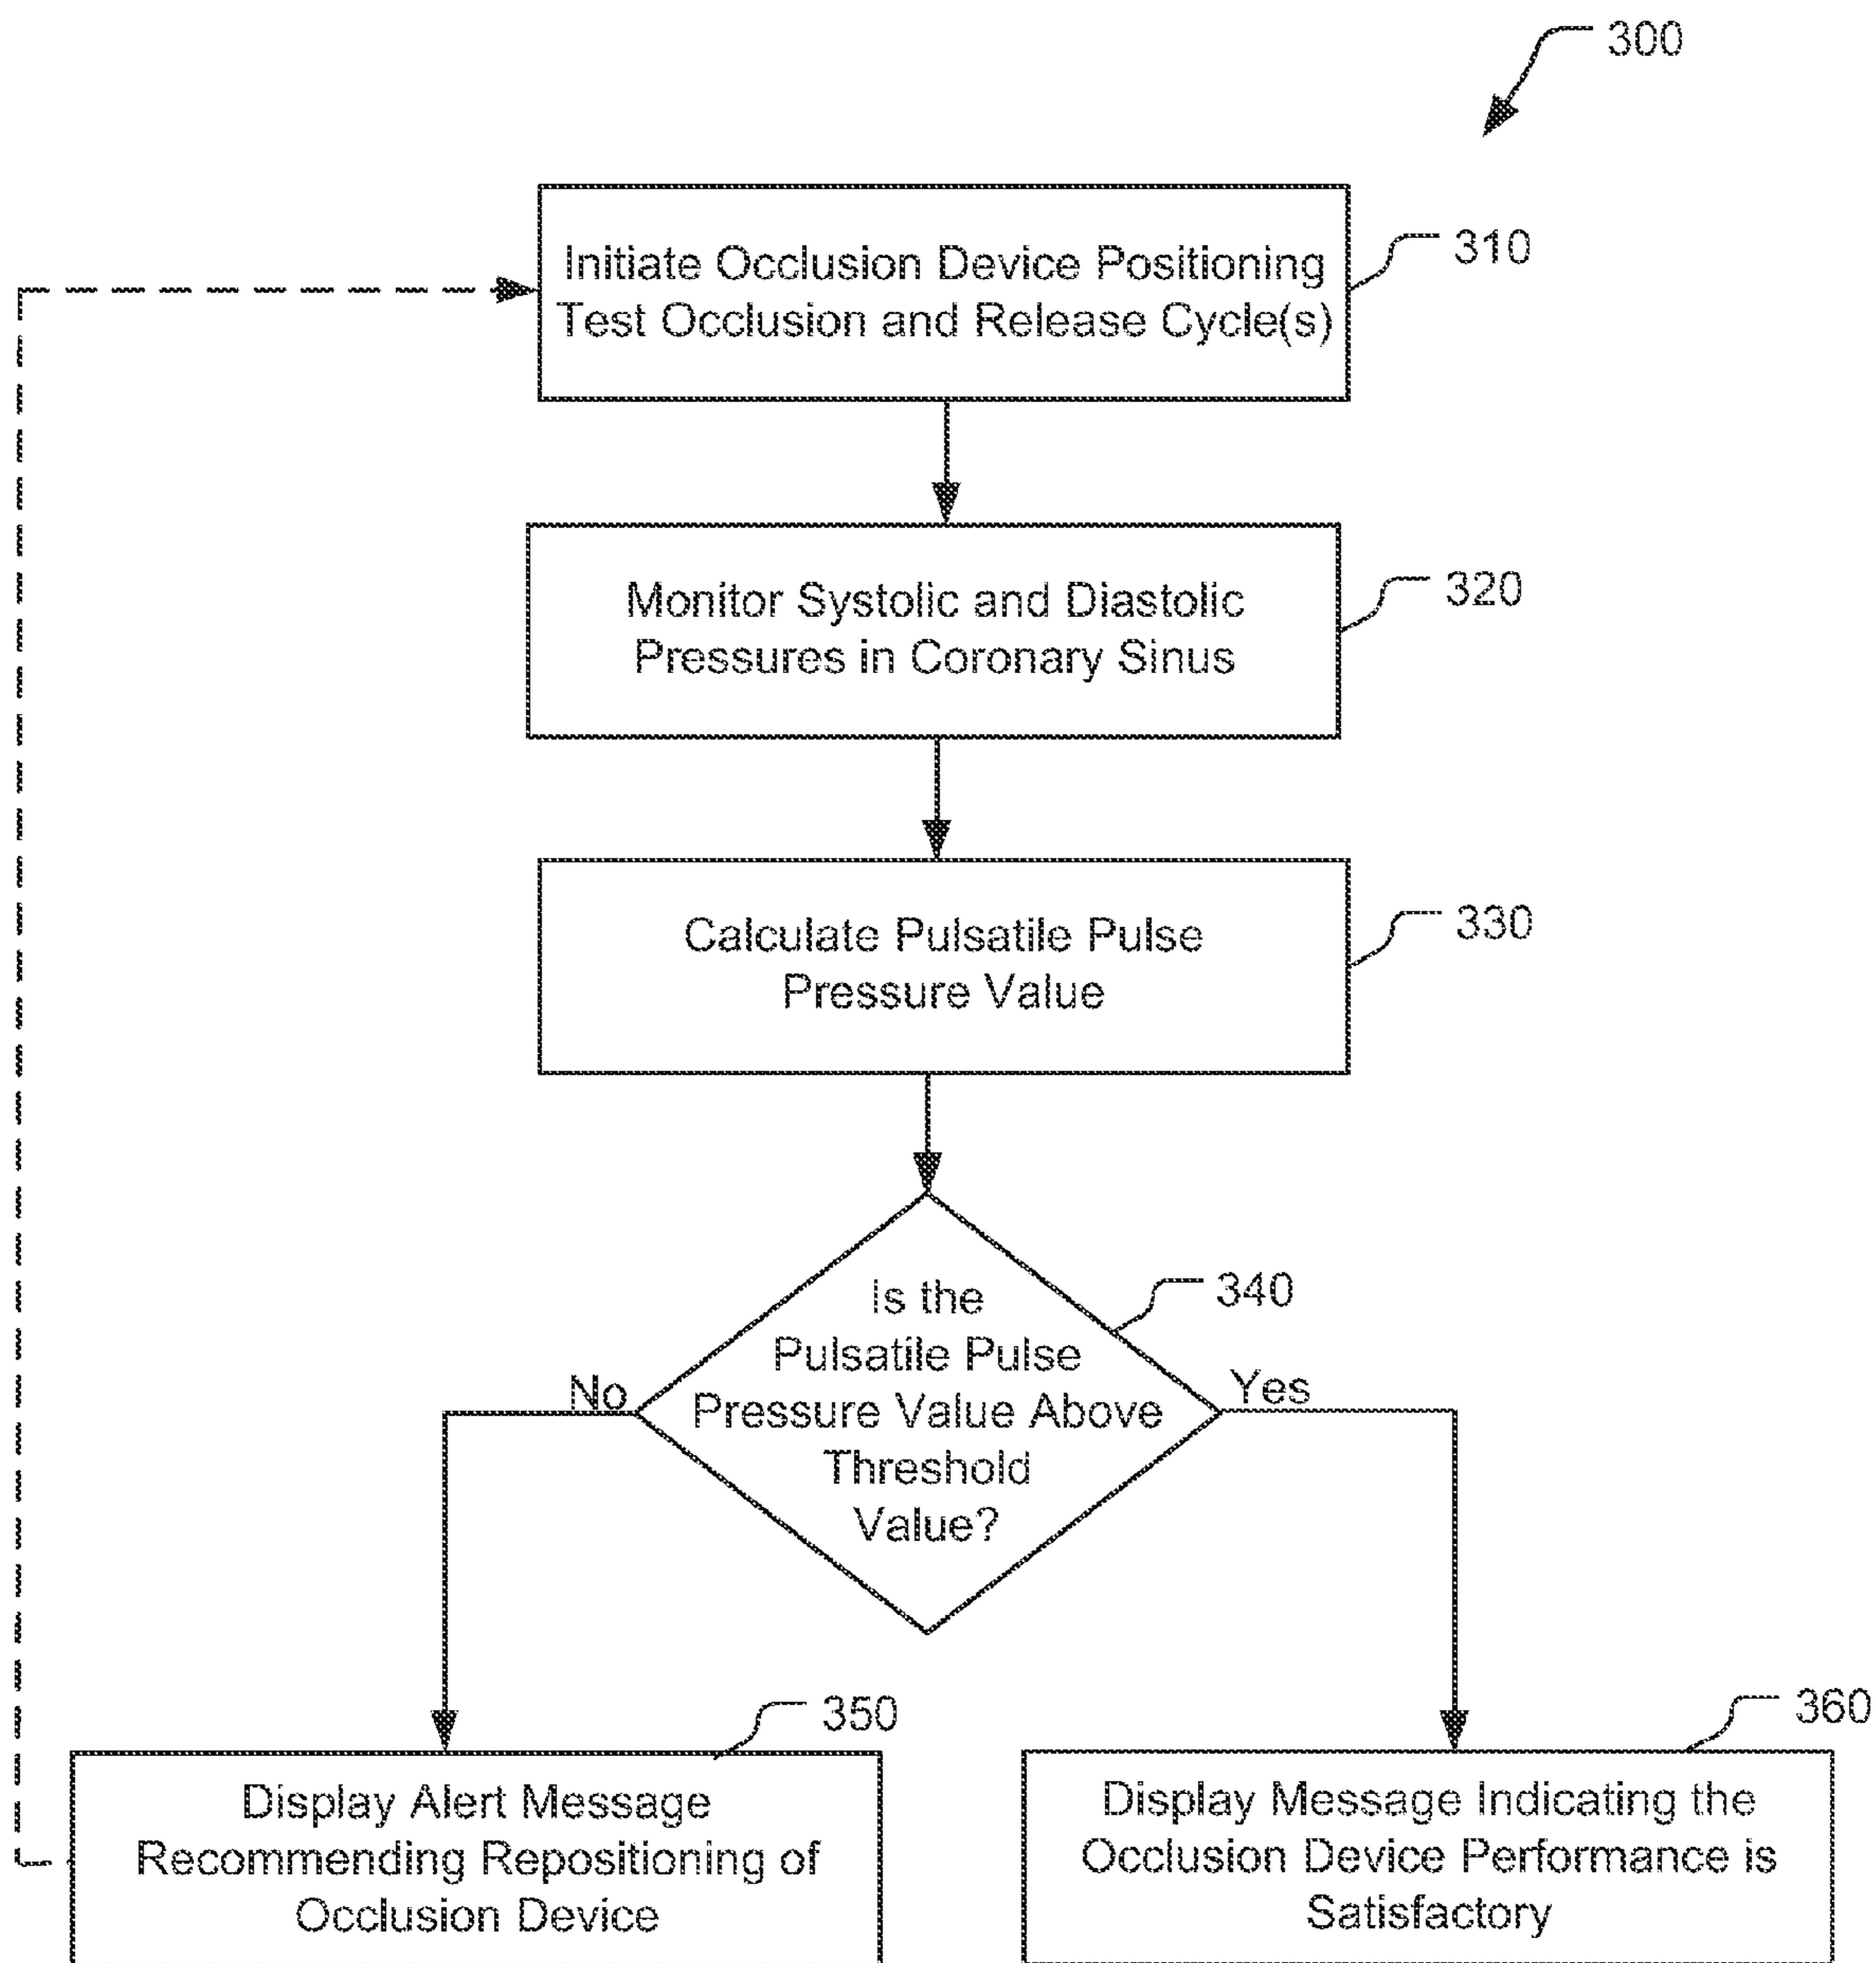 300
Initiate Occlusion Device Positioning
Test Occlusion and Release Cycle(s)
310
Monitor Systolic and Diastolic
Pressures in Coronary Sinus
320
Calculate Pulsatile Pulse
Pressure Value
330
Is the
Pulsatile Pulse
Pressure Value Above
Threshold
Value?
340
No
Yes
350
Display Alert Message
Recommending Repositioning of
Occlusion Device
360
Display Message Indicating the
Occlusion Device Performance is
Satisfactory